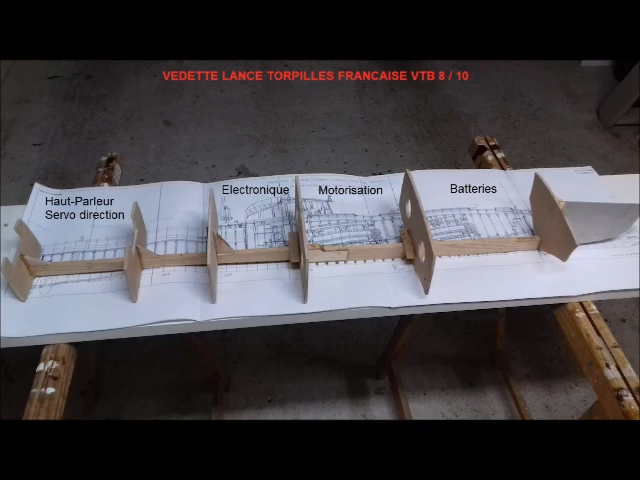 VEDETTE LANCE TORPILLES FRANCAISE VTB 8 / 10
Haut-Parleur
Servo direction
Electronique
Motorisation
Batteries